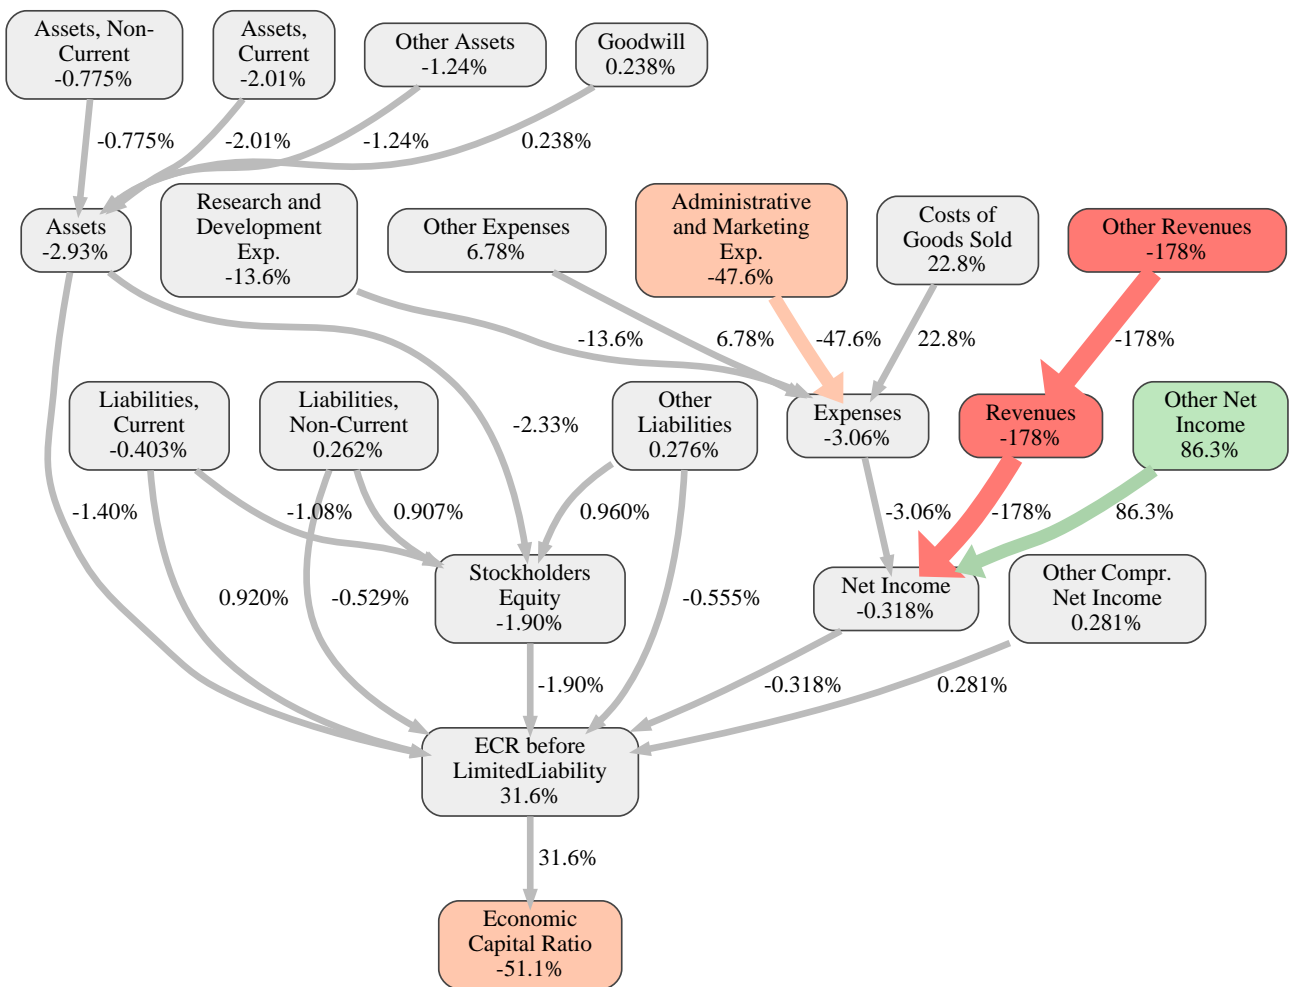 Assets, Non-
Current
-0.775%
Assets,
Current
-2.01%
Other Assets
-1.24%
Goodwill
0.238%
-0.775%
-2.01%
-1.24%
0.238%
Assets
-2.93%
Research and
Development
Exp.
-13.6%
Other Expenses
6.78%
Administrative
and Marketing
Exp.
-47.6%
Costs of
Goods Sold
22.8%
Other Revenues
-178%
-13.6%
6.78%
-47.6%
22.8%
-178%
Liabilities,
Current
-0.403%
Liabilities,
Non-Current
0.262%
-2.33%
Other
Liabilities
0.276%
Expenses
-3.06%
Revenues
-178%
Other Net
Income
86.3%
-1.40%
-1.08%
0.907%
0.960%
-3.06%
-178%
86.3%
0.920%
-0.529%
Stockholders
Equity
-1.90%
-0.555%
Net Income
-0.318%
Other Compr.
Net Income
0.281%
-1.90%
-0.318%
0.281%
ECR before
LimitedLiability
31.6%
31.6%
Economic
Capital Ratio
-51.1%